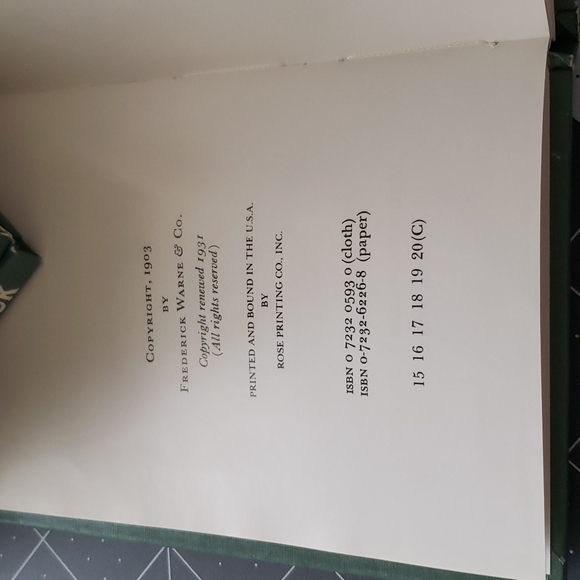 COPYRIGHT, 1903
BY
FREDERICK WARNE & CO.
Copyright renewed 1931
(All rights reserved)
PRINTED AND BOUND IN THE U.S.A.
BY
ROSE PRINTING CO., INC.
ISBN 0 7232 0593 0 (cloth)
ISBN 0-7232-6226-8 (paper)
15 16 17 18 19 20(C)